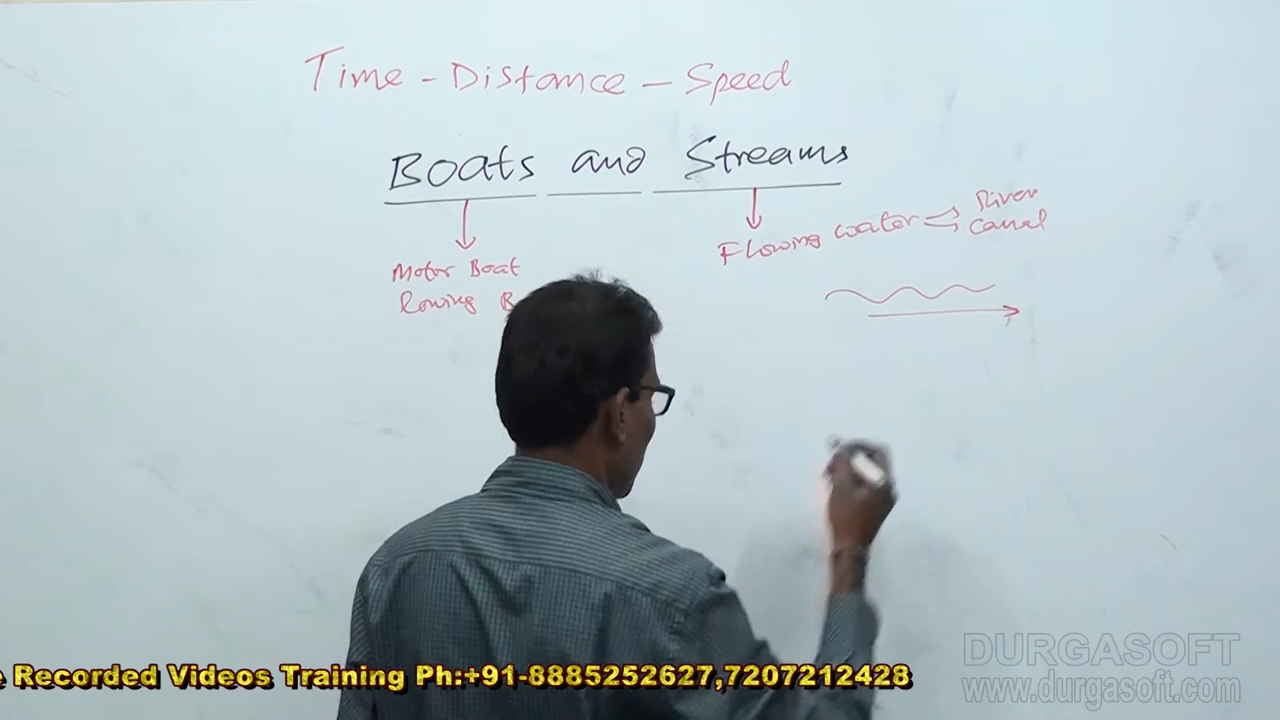 Time - Distance - Speed
Boats and Streams
River
Flowing water
Canal
Motor Boat
Rowing B
DURGASOFT
www.durgasoft.com
Recorded Videos Training Ph:+91-8885252627,7207212428